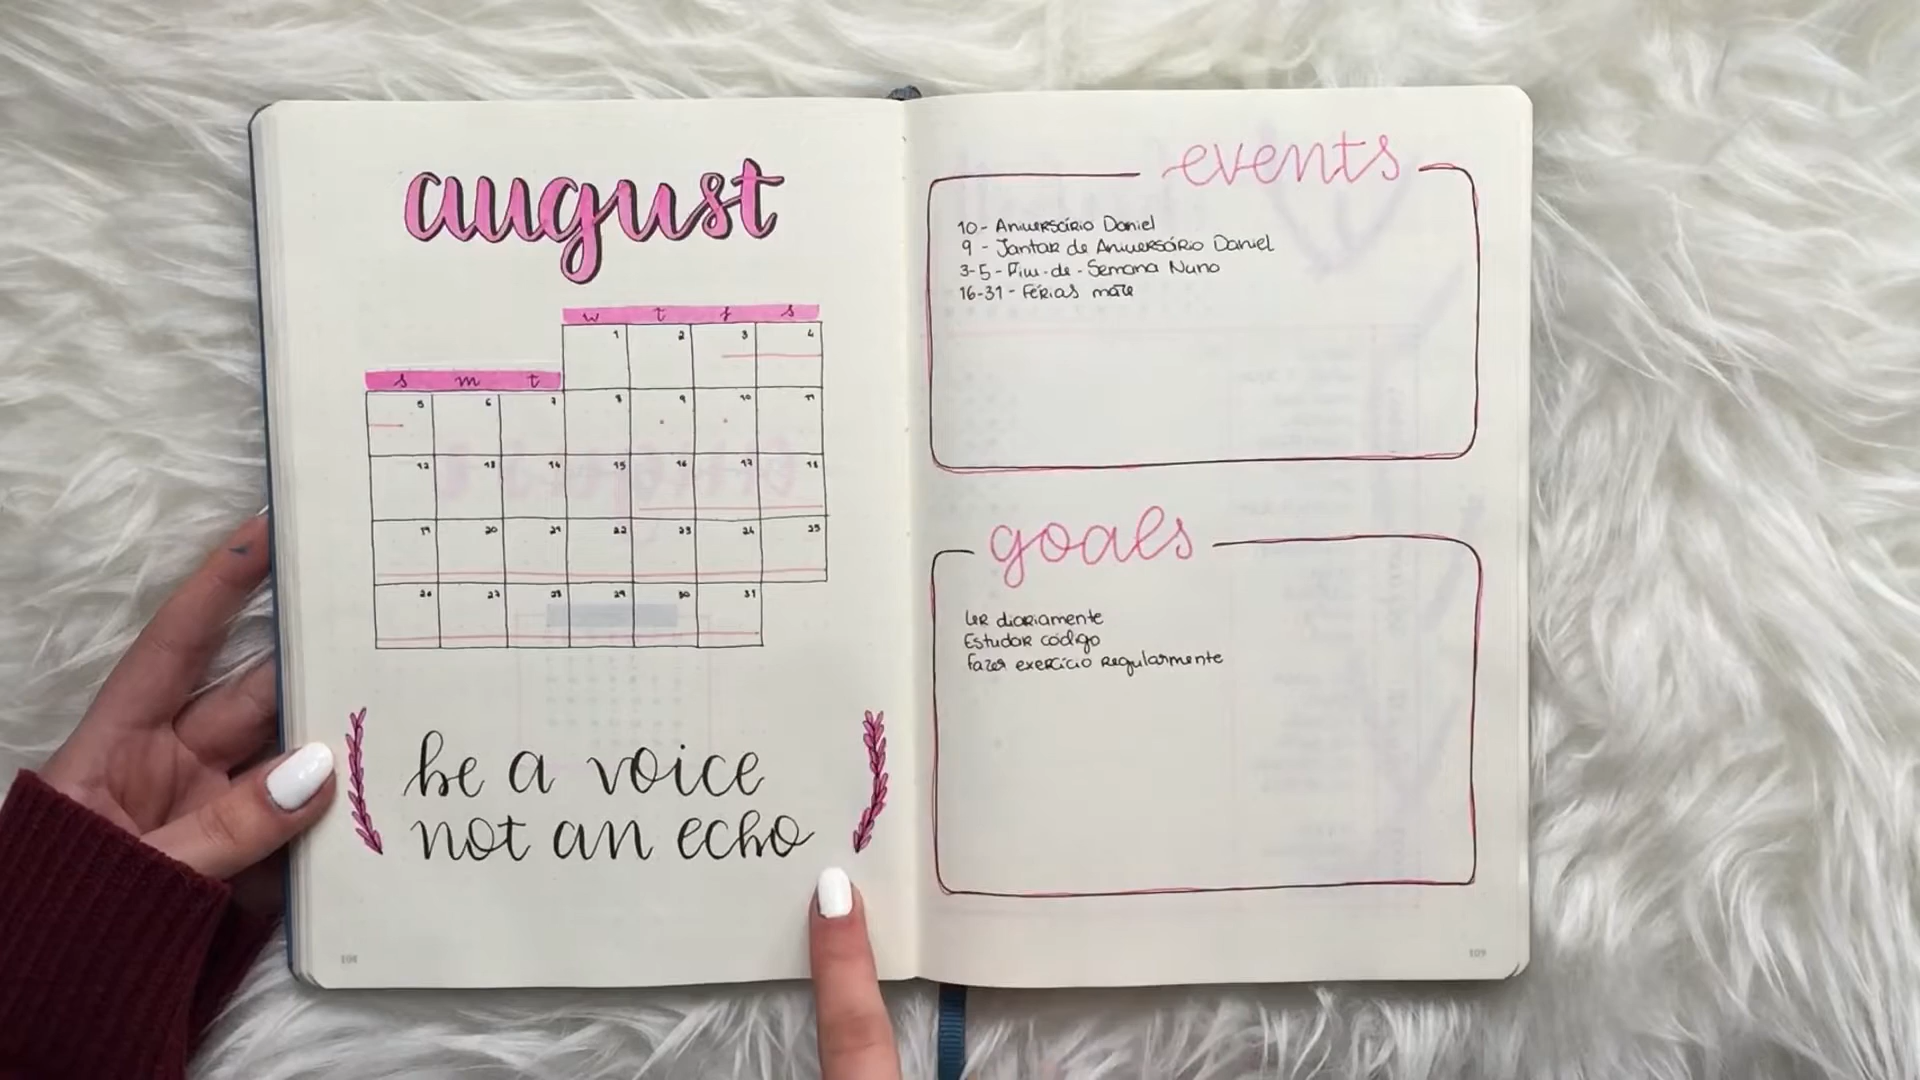 august
w t f s
1 2 3 4
s m t
5 6 7 8 9 10 11
12 13 14 15 16 17 18
19 20 21 22 23 24 25
26 27 28 29 30 31
be a voice
not an echo
108
events
10 - Aniversário Daniel
9 - Jantar de Aniversário Daniel
3-5 - Fim-de-Semana Nuno
16-31 - Férias mãe
goals
Ler diariamente
Estudar código
Fazer exercício regularmente
109